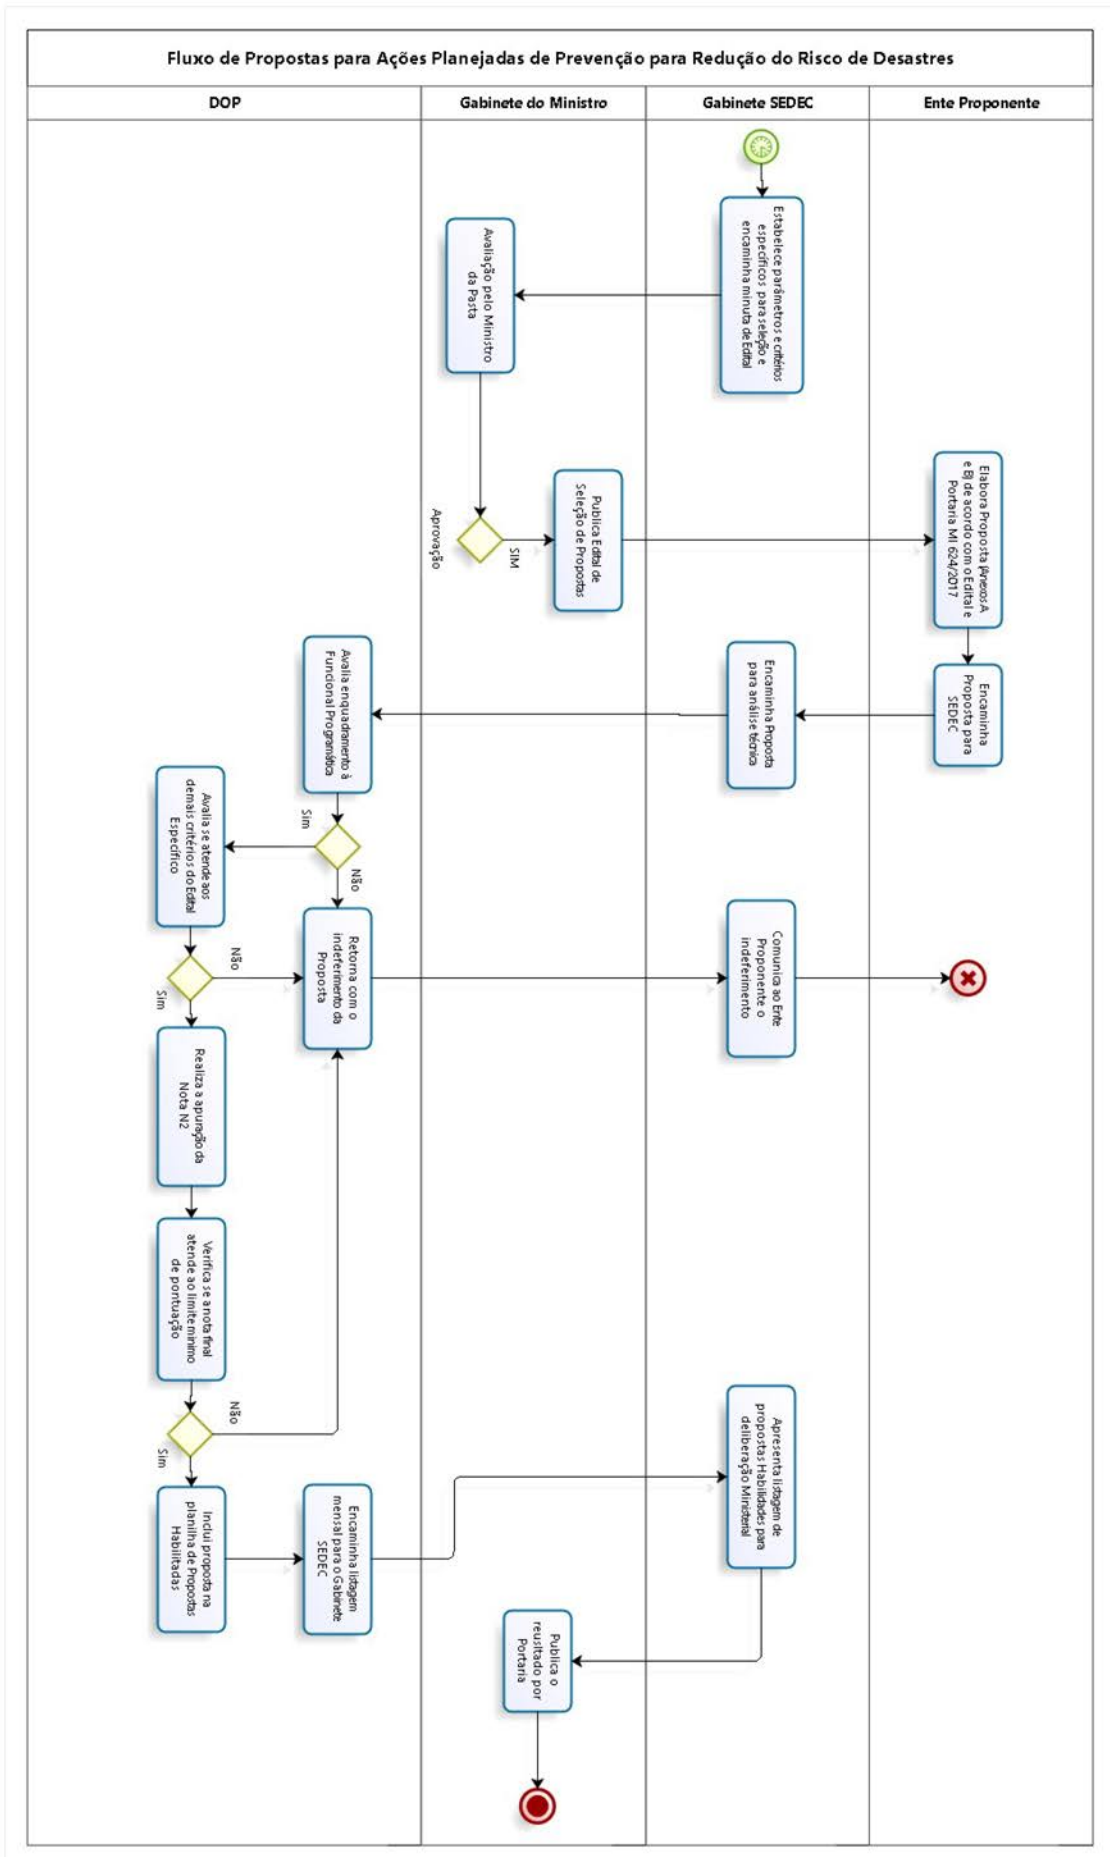 Fluxo de Propostas para Ações Planejadas de Prevenção para Redução do Risco de Desastres
DOP
Gabinete do Ministro
Gabinete SEDEC
Ente Proponente
Estabelece parâmetros e critérios
específicos para seleção e
encaminha minuta de Edital
Avaliação pelo Ministro
da Pasta
Aprovação
SIM
Publica Edital de
Seleção de Propostas
Elabora Proposta (Anexos A
e B) de acordo com o Edital e
Portaria MI 624/2017
Encaminha
Proposta para
SEDEC
Encaminha Proposta
para análise técnica
Avalia enquadramento à
Funcional Programática
Sim
Não
Avalia se atende aos
demais critérios do Edital
Específico
Não
Sim
Retorna com o
indeferimento da
Proposta
Comunica ao Ente
Proponente o
indeferimento
Realiza a apuração da
Nota N2
Verifica se a nota final
atende ao limite mínimo
de pontuação
Não
Sim
Inclui proposta na
planilha de Propostas
Habilitadas
Encaminha listagem
mensal para o Gabinete
SEDEC
Apresenta listagem de
propostas Habilidades para
deliberação Ministerial
Publica o
reusltado por
Portaria